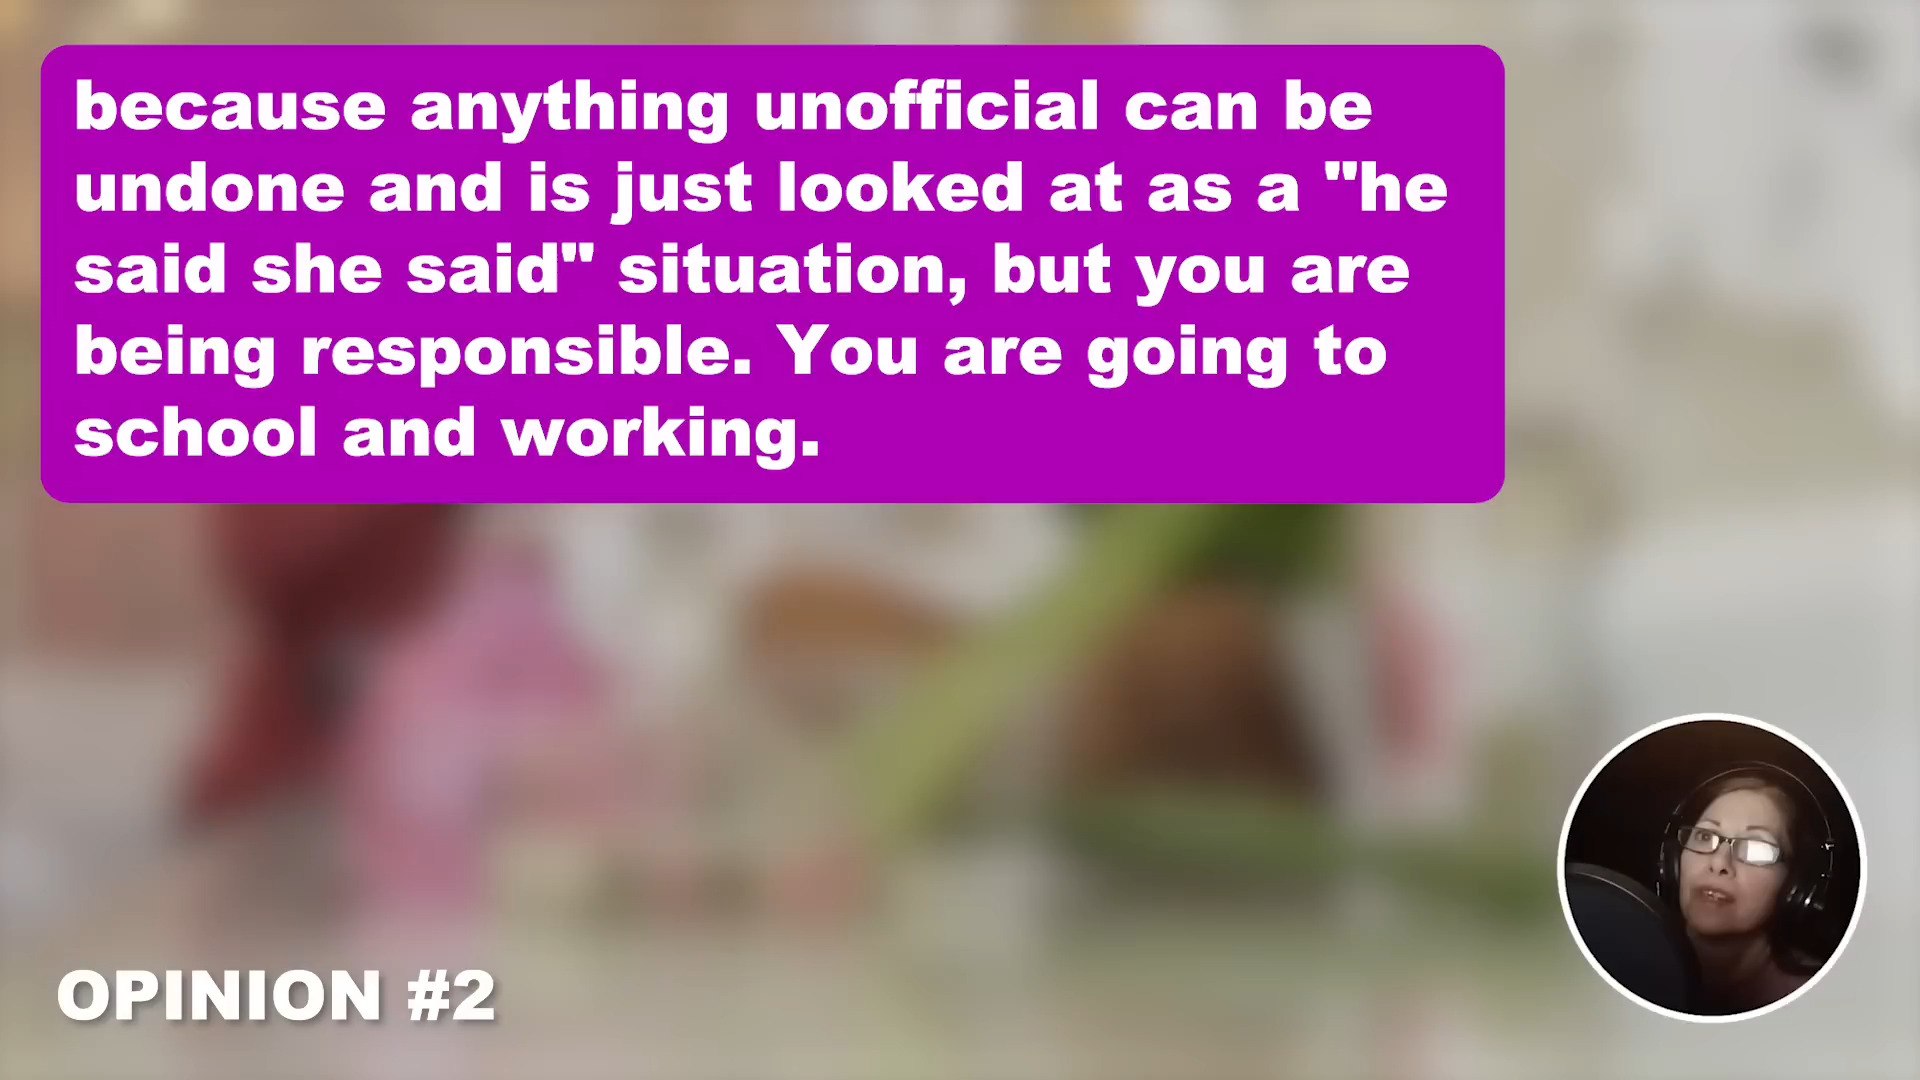 because anything unofficial can be
undone and is just looked at as a "he
said she said" situation, but you are
being responsible. You are going to
school and working.
OPINION #2